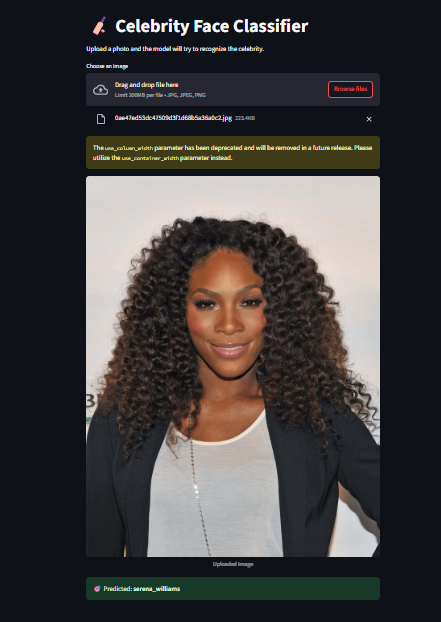 Celebrity Face Classifier
Upload a photo and the model will try to recognize the celebrity.
Choose an image
Drag and drop file here
Limit 200MB per file • JPG, JPEG, PNG
Browse files
0ae47ed53dc47509d3f1d68b5a36a0c2.jpg 223.4KB
The use_column_width parameter has been deprecated and will be removed in a future release. Please
utilize the use_container_width parameter instead.
Uploaded Image
Predicted: serena_williams